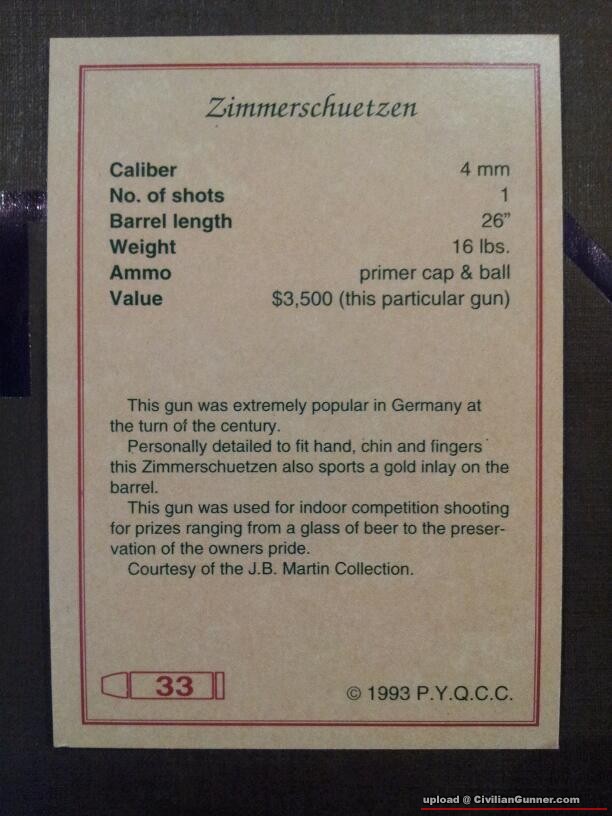 Zimmerschuetzen
Caliber 4 mm
No. of shots 1
Barrel length 26”
Weight 16 lbs.
Ammo primer cap & ball
Value $3,500 (this particular gun)
This gun was extremely popular in Germany at
the turn of the century.
Personally detailed to fit hand, chin and fingers
this Zimmerschuetzen also sports a gold inlay on the
barrel.
This gun was used for indoor competition shooting
for prizes ranging from a glass of beer to the preser-
vation of the owners pride.
Courtesy of the J.B. Martin Collection.
33
© 1993 P.Y.Q.C.C.
upload @ CivilianGunner.com